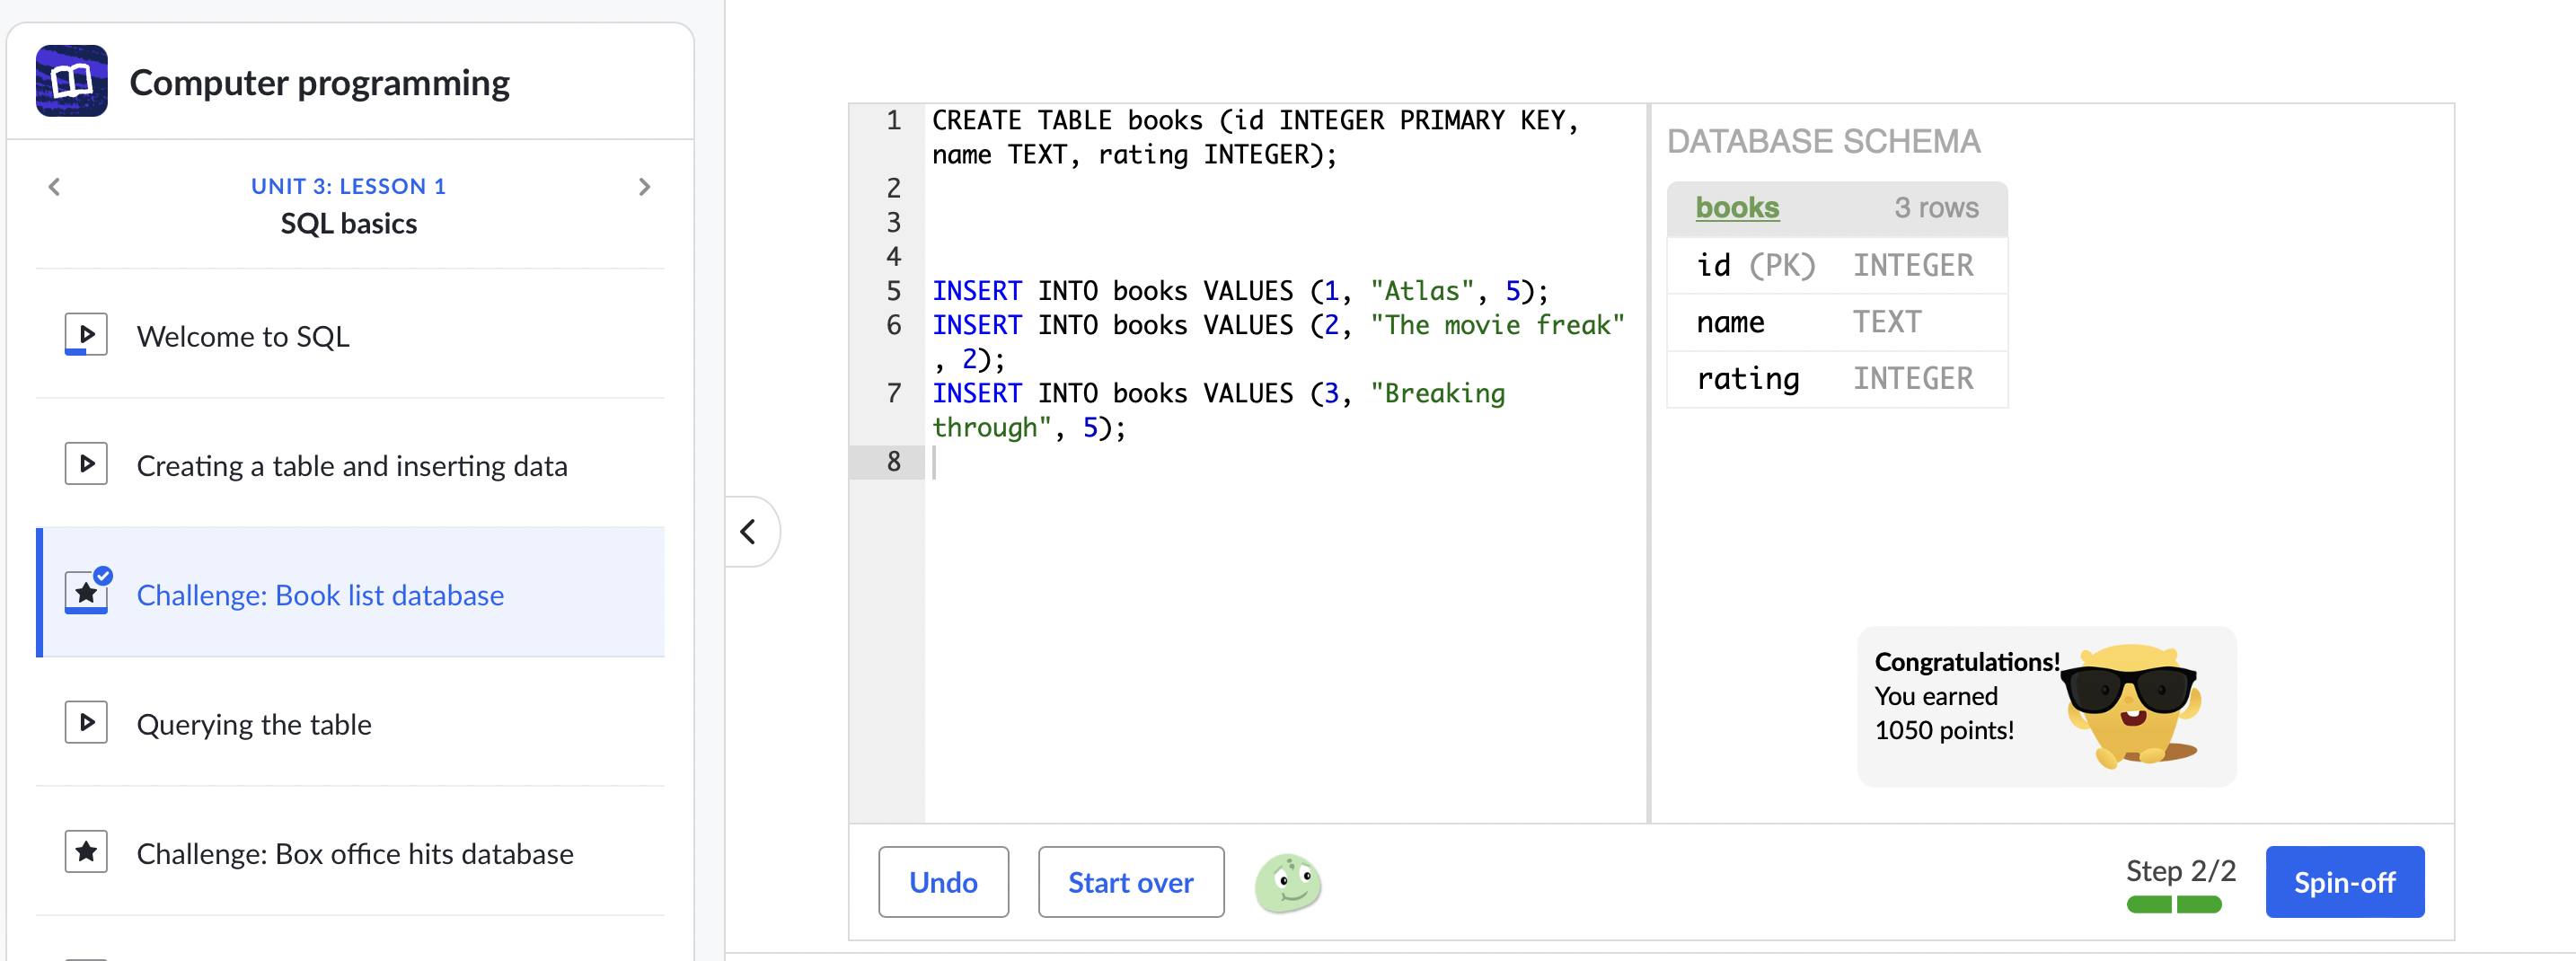 Computer programming
UNIT 3: LESSON 1
SQL basics
Welcome to SQL
Creating a table and inserting data
Challenge: Book list database
Querying the table
Challenge: Box office hits database
1 CREATE TABLE books (id INTEGER PRIMARY KEY,
name TEXT, rating INTEGER);
2
3
4
5 INSERT INTO books VALUES (1, "Atlas", 5);
6 INSERT INTO books VALUES (2, "The movie freak"
, 2);
7 INSERT INTO books VALUES (3, "Breaking
through", 5);
8
DATABASE SCHEMA
books 3 rows
id (PK) INTEGER
name TEXT
rating INTEGER
Congratulations!
You earned
1050 points!
Undo
Start over
Step 2/2
Spin-off